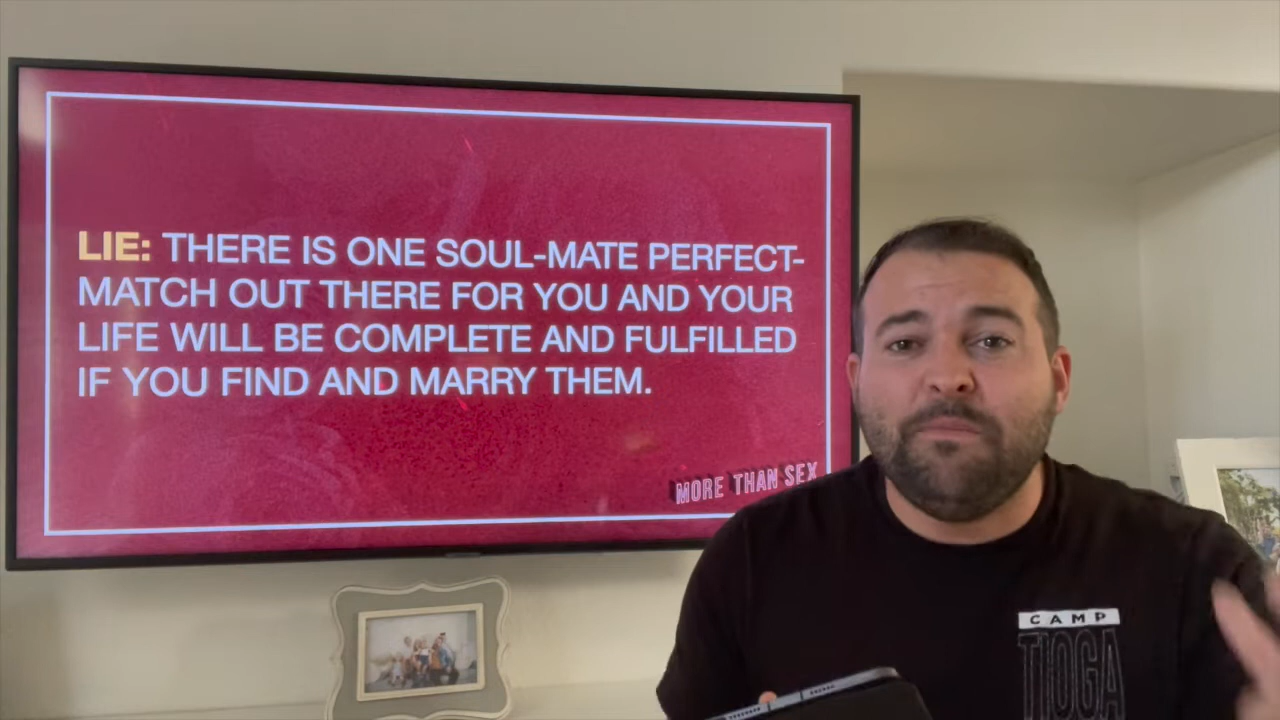 LIE: THERE IS ONE SOUL-MATE PERFECT-
MATCH OUT THERE FOR YOU AND YOUR
LIFE WILL BE COMPLETE AND FULFILLED
IF YOU FIND AND MARRY THEM.
MORE THAN SEX
CAMP
TIOGA